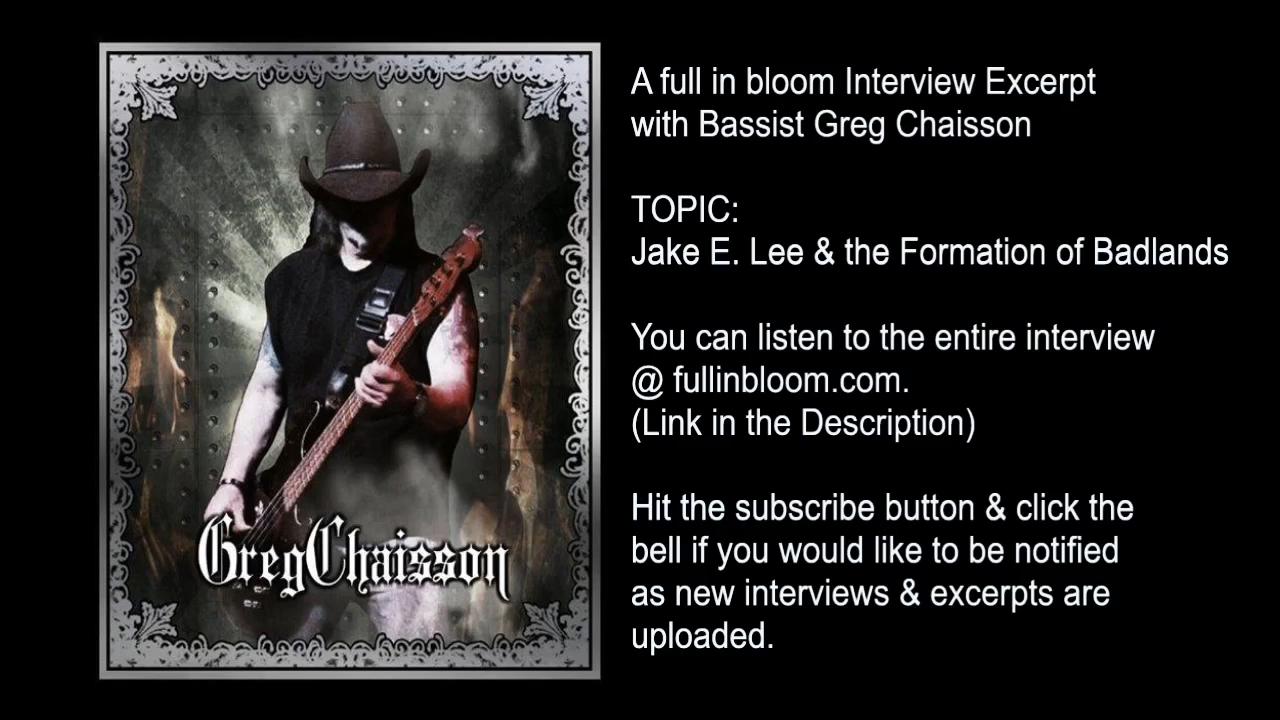 A full in bloom Interview Excerpt
with Bassist Greg Chaisson
TOPIC:
Jake E. Lee & the Formation of Badlands
You can listen to the entire interview
@ fullinbloom.com.
(Link in the Description)
Hit the subscribe button & click the
bell if you would like to be notified
as new interviews & excerpts are
uploaded.
GregChaisson